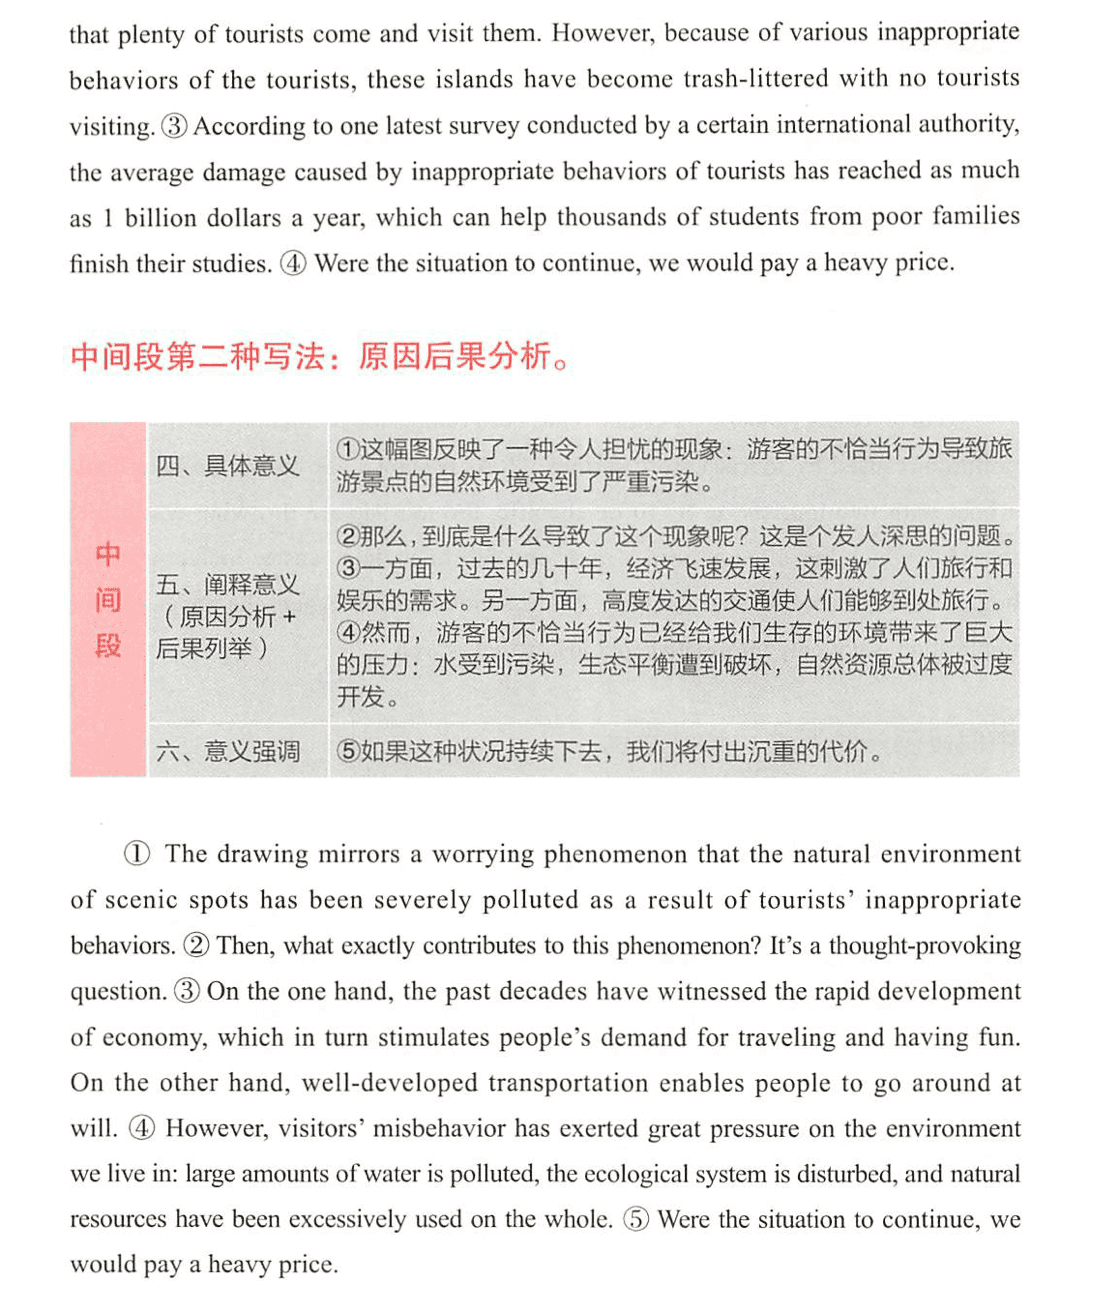 that plenty of tourists come and visit them. However, because of various inappropriate
behaviors of the tourists, these islands have become trash-littered with no tourists
visiting. ③ According to one latest survey conducted by a certain international authority,
the average damage caused by inappropriate behaviors of tourists has reached as much
as 1 billion dollars a year, which can help thousands of students from poor families
finish their studies. ④ Were the situation to continue, we would pay a heavy price.
中间段第二种写法：原因后果分析。
中
间
段
四、具体意义
①这幅图反映了一种令人担忧的现象：游客的不恰当行为导致旅
游景点的自然环境受到了严重污染。
五、阐释意义
（原因分析+
后果列举）
②那么，到底是什么导致了这个现象呢？这是个发人深思的问题。
③一方面，过去的几十年，经济飞速发展，这刺激了人们旅行和
娱乐的需求。另一方面，高度发达的交通使人们能够到处旅行。
④然而，游客的不恰当行为已经给我们生存的环境带来了巨大
的压力：水受到污染，生态平衡遭到破坏，自然资源总体被过度
开发。
六、意义强调
⑤如果这种状况持续下去，我们将付出沉重的代价。
① The drawing mirrors a worrying phenomenon that the natural environment
of scenic spots has been severely polluted as a result of tourists’ inappropriate
behaviors. ② Then, what exactly contributes to this phenomenon? It’s a thought-provoking
question. ③ On the one hand, the past decades have witnessed the rapid development
of economy, which in turn stimulates people’s demand for traveling and having fun.
On the other hand, well-developed transportation enables people to go around at
will. ④ However, visitors’ misbehavior has exerted great pressure on the environment
we live in: large amounts of water is polluted, the ecological system is disturbed, and natural
resources have been excessively used on the whole. ⑤ Were the situation to continue, we
would pay a heavy price.